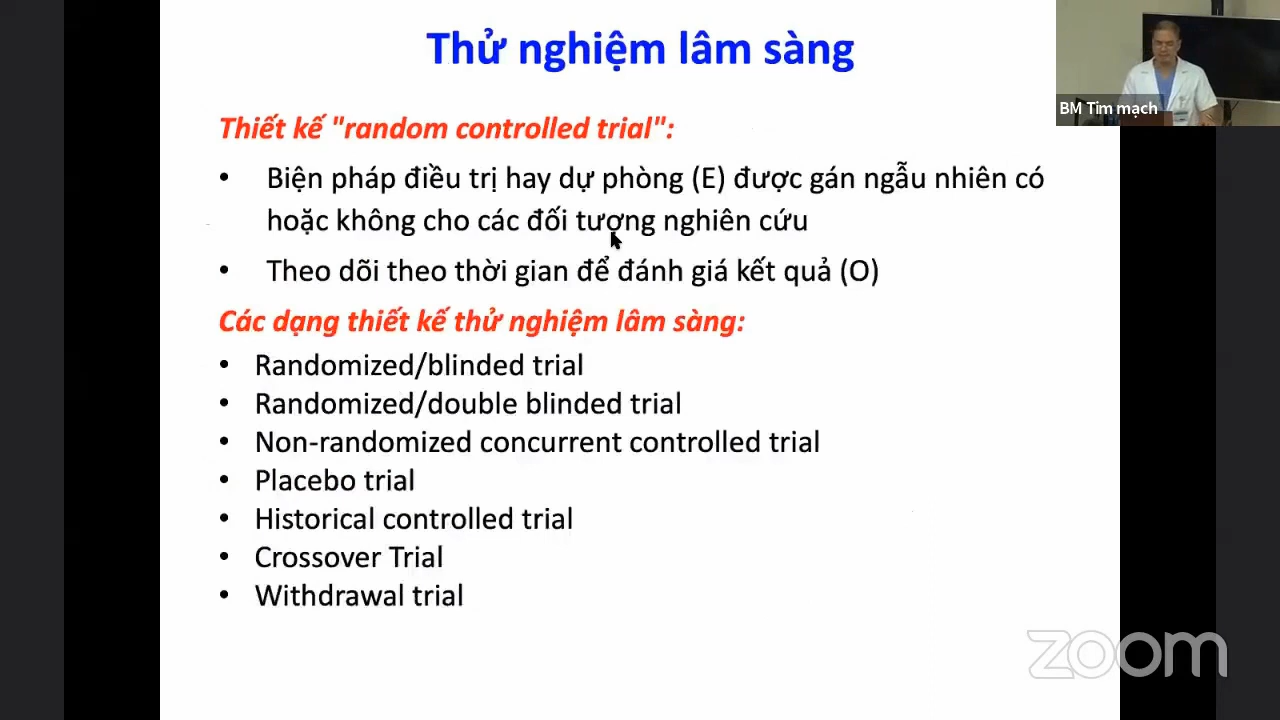 Thử nghiệm lâm sàng
BM Tim mạch
Thiết kế "random controlled trial":
• Biện pháp điều trị hay dự phòng (E) được gán ngẫu nhiên có
hoặc không cho các đối tượng nghiên cứu
• Theo dõi theo thời gian để đánh giá kết quả (O)
Các dạng thiết kế thử nghiệm lâm sàng:
• Randomized/blinded trial
• Randomized/double blinded trial
• Non-randomized concurrent controlled trial
• Placebo trial
• Historical controlled trial
• Crossover Trial
• Withdrawal trial
zoom